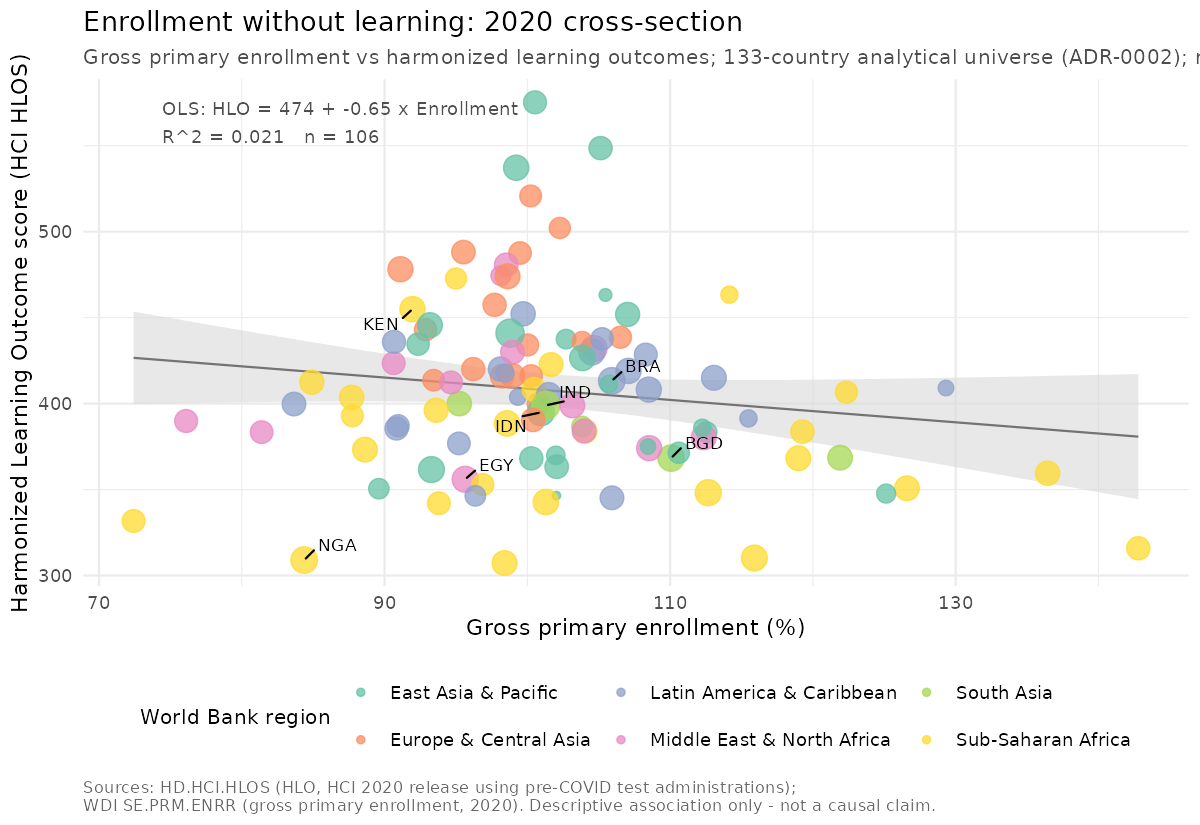 Enrollment without learning: 2020 cross-section
Gross primary enrollment vs harmonized learning outcomes; 133-country analytical universe (ADR-0002);
Harmonized Learning Outcome score (HCI HLOS)
OLS: HLO = 474 + -0.65 x Enrollment
R^2 = 0.021 n = 106
500
400
300
KEN
BRA
IND
IDN
BGD
EGY
NGA
70
90
110
130
Gross primary enrollment (%)
World Bank region
East Asia & Pacific
Latin America & Caribbean
South Asia
Europe & Central Asia
Middle East & North Africa
Sub-Saharan Africa
Sources: HD.HCI.HLOS (HLO, HCI 2020 release using pre-COVID test administrations);
WDI SE.PRM.ENRR (gross primary enrollment, 2020). Descriptive association only - not a causal claim.